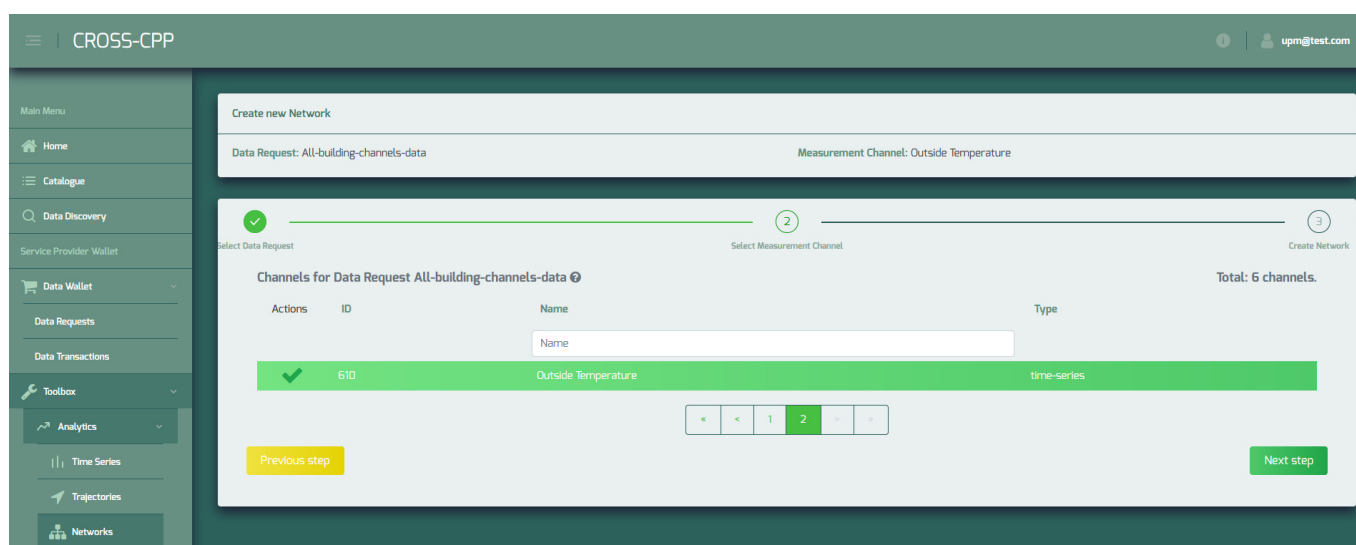 CROSS-CPP
upm@test.com
Main Menu
Home
Catalogue
Data Discovery
Service Provider Wallet
Data Wallet
Data Requests
Data Transactions
Toolbox
Analytics
Time Series
Trajectories
Networks
Create new Network
Data Request: All-building-channels-data
Measurement Channel: Outside Temperature
2
3
Select Data Request
Select Measurement Channel
Create Network
Channels for Data Request All-building-channels-data
Total: 6 channels.
Actions ID Name Type
Name
610 Outside Temperature time-series
« < 1 2 > »
Previous step
Next step